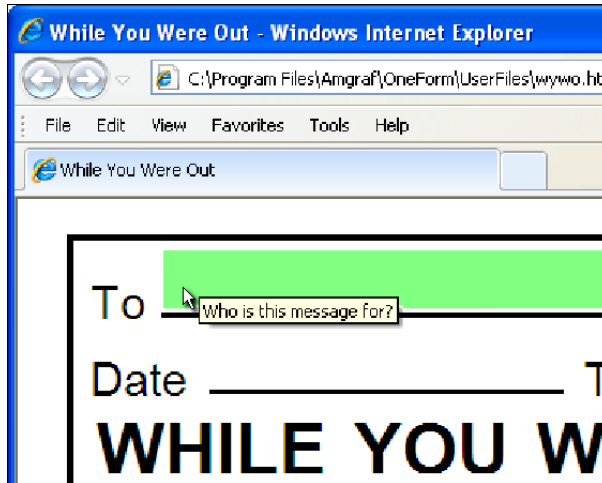 While You Were Out - Windows Internet Explorer
C:\Program Files\Amgraf\OneForm\UserFiles\wywo.ht
File Edit View Favorites Tools Help
While You Were Out
To
Who is this message for?
Date T
WHILE YOU W